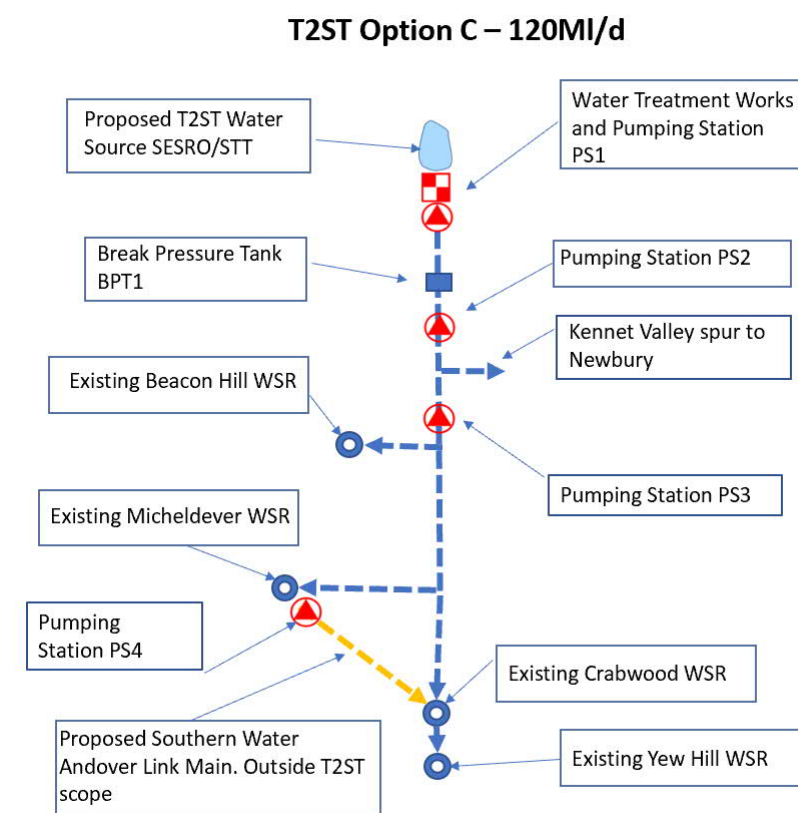 T2ST Option C – 120Ml/d
Proposed T2ST Water
Source SESRO/STT
Water Treatment Works
and Pumping Station
PS1
Break Pressure Tank
BPT1
Pumping Station PS2
Kennet Valley spur to
Newbury
Existing Beacon Hill WSR
Pumping Station PS3
Existing Micheldever WSR
Pumping
Station PS4
Existing Crabwood WSR
Proposed Southern Water
Andover Link Main. Outside T2ST
scope
Existing Yew Hill WSR